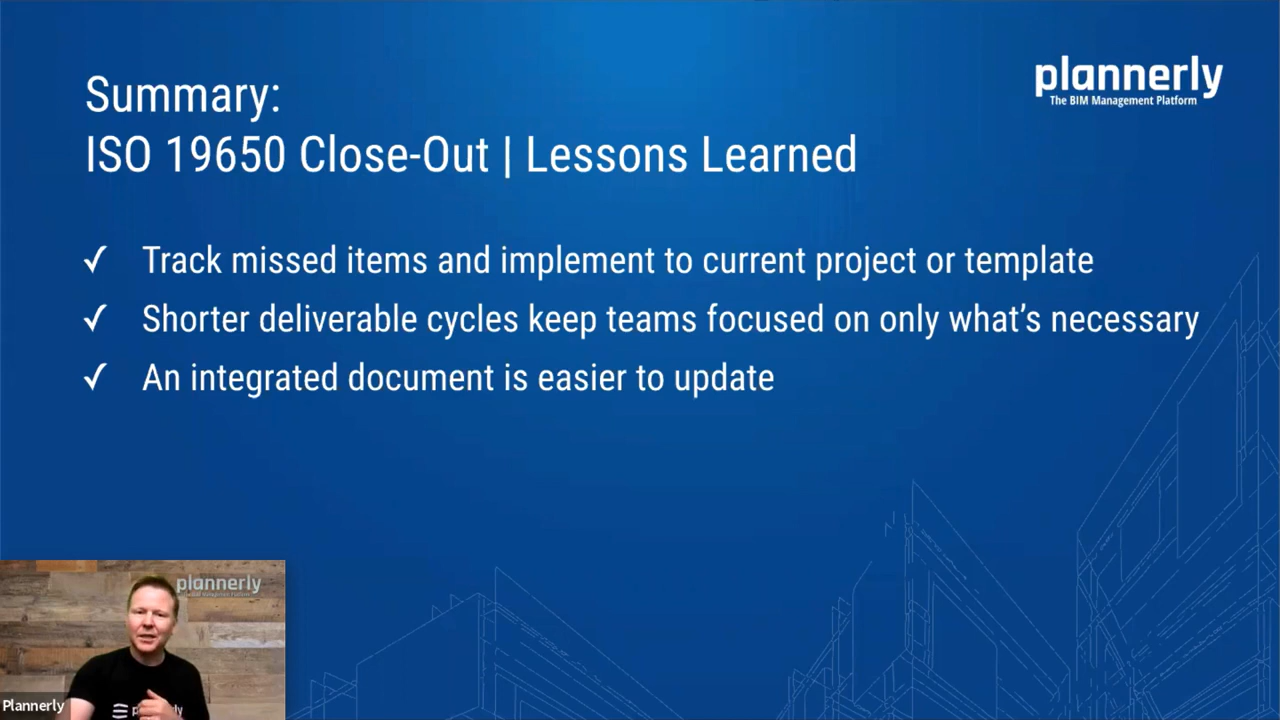 plannerly
The BIM Management Platform
Summary:
ISO 19650 Close-Out | Lessons Learned
✓ Track missed items and implement to current project or template
✓ Shorter deliverable cycles keep teams focused on only what’s necessary
✓ An integrated document is easier to update
plannerly
Plannerly